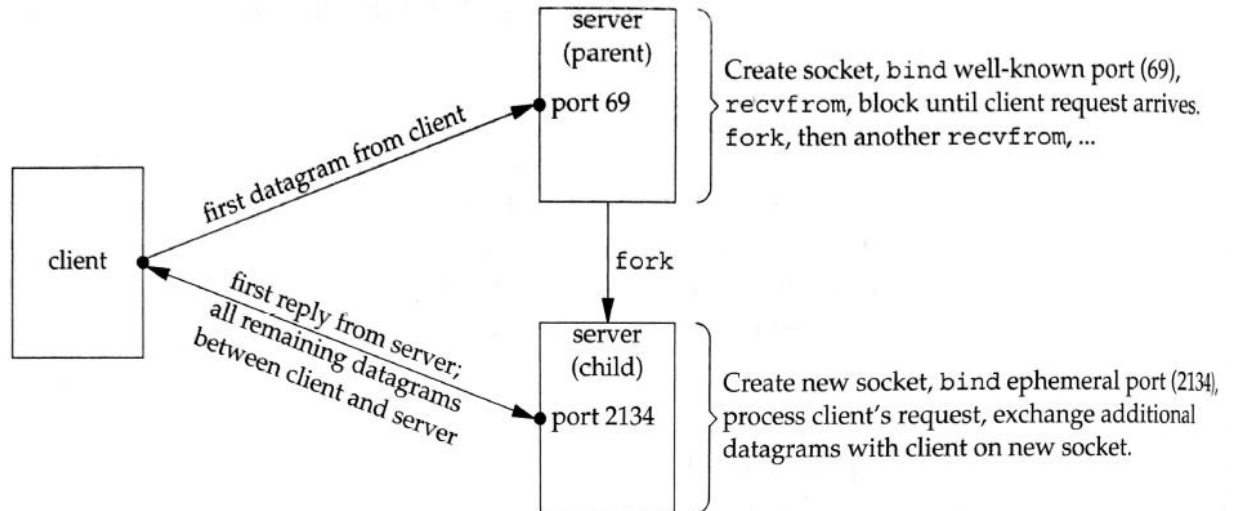 server
(parent)
port 69
Create socket, bind well-known port (69),
recvfrom, block until client request arrives.
fork, then another recvfrom, ...
first datagram from client
client
fork
first reply from server;
all remaining datagrams
between client and server
server
(child)
port 2134
Create new socket, bind ephemeral port (2134),
process client's request, exchange additional
datagrams with client on new socket.